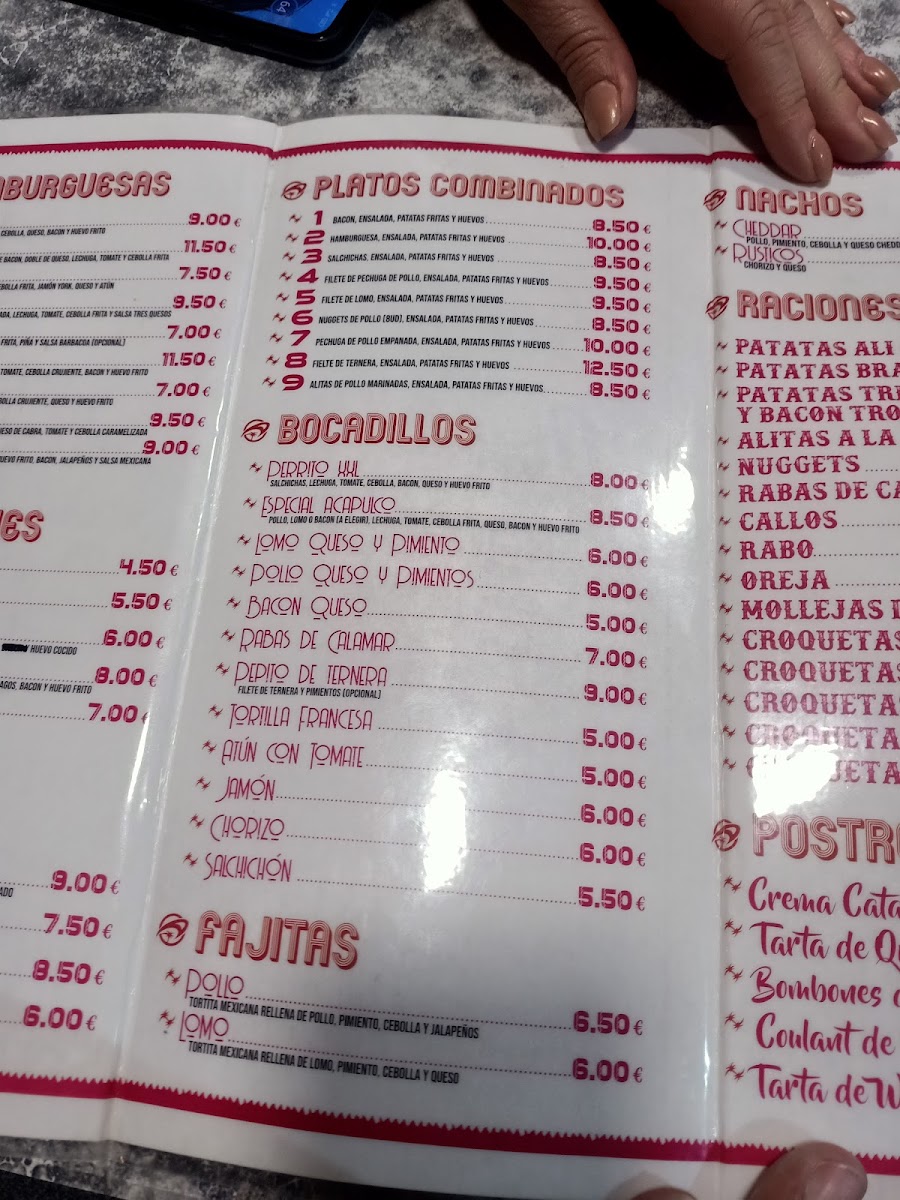 BURGUESAS
9.00 €
CEBOLLA, QUESO, BACON Y HUEVO FRITO
11.50 €
BACON, DOBLE DE QUESO, LECHUGA, TOMATE Y CEBOLLA FRITA
7.50 €
FRITA, JAMÓN YORK, QUESO Y ATÚN
9.50 €
LECHUGA, TOMATE, CEBOLLA FRITA Y SALSA TRES QUESOS
7.00 €
FRITA, PIÑA Y SALSA BARBACOA (OPCIONAL)
11.50 €
TOMATE, CEBOLLA CRUJIENTE, BACON Y HUEVO FRITO
7.00 €
CRUJIENTE, QUESO Y HUEVO FRITO
9.50 €
DE CABRA, TOMATE Y CEBOLLA CARAMELIZADA
9.00 €
HUEVO FRITO, BACON, JALAPEÑOS Y SALSA MEXICANA
ES
4.50 €
5.50 €
6.00 €
Y HUEVO COCIDO
8.00 €
BACON Y HUEVO FRITO
7.00 €
9.00 €
7.50 €
8.50 €
6.00 €
PLATOS COMBINADOS
1 BACON, ENSALADA, PATATAS FRITAS Y HUEVOS 8.50 €
2 HAMBURGUESA, ENSALADA, PATATAS FRITAS Y HUEVOS 10.00 €
3 SALCHICHAS, ENSALADA, PATATAS FRITAS Y HUEVOS 8.50 €
4 FILETE DE PECHUGA DE POLLO, ENSALADA, PATATAS FRITAS Y HUEVOS 9.50 €
5 FILETE DE LOMO, ENSALADA, PATATAS FRITAS Y HUEVOS 9.50 €
6 NUGGETS DE POLLO (8UD), ENSALADA, PATATAS FRITAS Y HUEVOS 8.50 €
7 PECHUGA DE POLLO EMPANADA, ENSALADA, PATATAS FRITAS Y HUEVOS 10.00 €
8 FIELTE DE TERNERA, ENSALADA, PATATAS FRITAS Y HUEVOS 12.50 €
9 ALITAS DE POLLO MARINADAS, ENSALADA, PATATAS FRITAS Y HUEVOS 8.50 €
BOCADILLOS
PERRITO XXL 8.00 €
SALCHICHAS, LECHUGA, TOMATE, CEBOLLA, BACON, QUESO Y HUEVO FRITO
ESPECIAL ACAPULCO 8.50 €
POLLO, LOMO O BACON (A ELEGIR), LECHUGA, TOMATE, CEBOLLA FRITA, QUESO, BACON Y HUEVO FRITO
LOMO QUESO Y PIMIENTO 6.00 €
POLLO QUESO Y PIMIENTOS 6.00 €
BACON QUESO 5.00 €
RABAS DE CALAMAR 7.00 €
PEPITO DE TERNERA 9.00 €
FILETE DE TERNERA Y PIMIENTOS (OPCIONAL)
TORTILLA FRANCESA 5.00 €
ATÚN CON TOMATE 5.00 €
JAMÓN 6.00 €
CHORIZO 6.00 €
SALCHICHÓN 5.50 €
FAJITAS
POLLO 6.50 €
TORTITA MEXICANA RELLENA DE POLLO, PIMIENTO, CEBOLLA Y JALAPEÑOS
LOMO 6.00 €
TORTITA MEXICANA RELLENA DE LOMO, PIMIENTO, CEBOLLA Y QUESO
NACHOS
CHEDDAR
POLLO, PIMIENTO, CEBOLLA Y QUESO CHEDD
RUSTICOS
CHORIZO Y QUESO
RACIONES
PATATAS ALI
PATATAS BRA
PATATAS TRE
Y BACON TRO
ALITAS A LA
NUGGETS
RABAS DE CA
CALLOS
RABO
OREJA
MOLLEJAS D
CROQUETAS
CROQUETAS
CROQUETA
CROQUETA
CROQUETA
POSTRE
Crema Cata
Tarta de Q
Bombones
Coulant de
Tarta de W